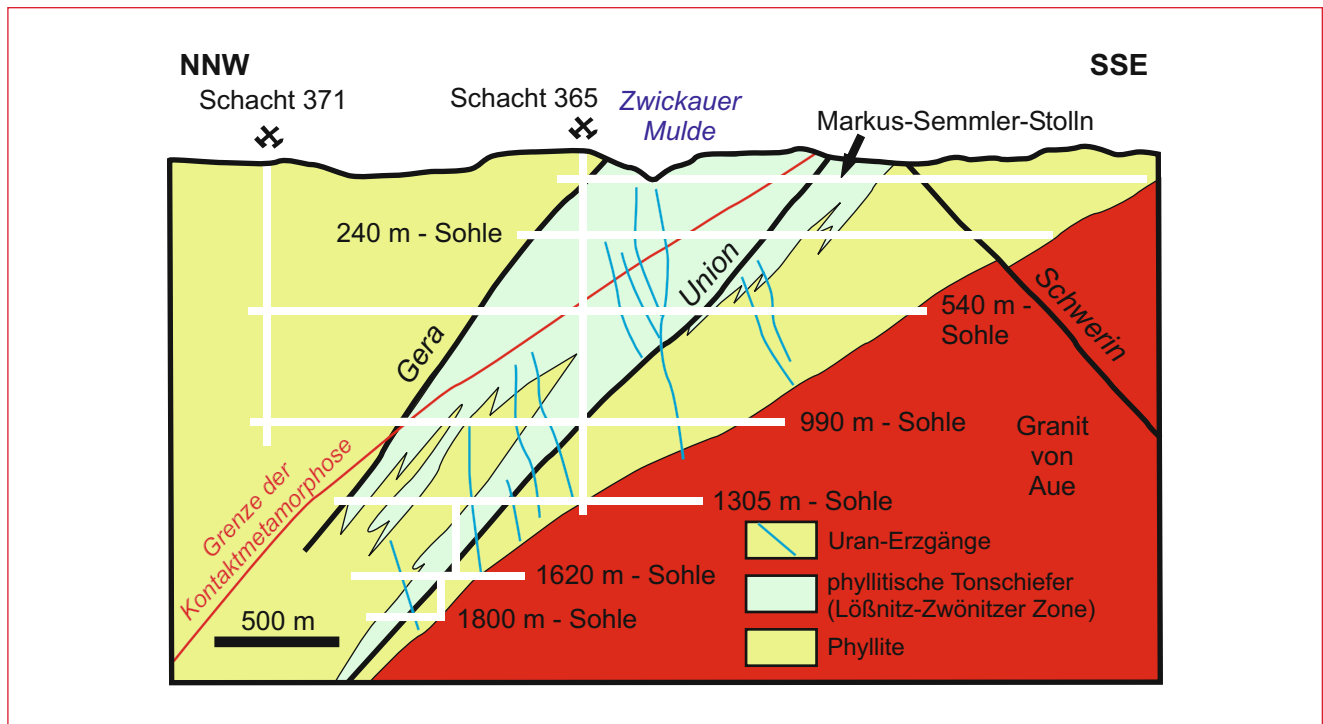 NNW
SSE
Schacht 371
Schacht 365
Zwickauer
Mulde
Markus-Semmler-Stolln
240 m - Sohle
Gera
Union
Schwerin
540 m -
Sohle
990 m - Sohle
Granit
von
Aue
Grenze der
Kontaktmetamorphose
1305 m - Sohle
Uran-Erzgänge
1620 m - Sohle
phyllitische Tonschiefer
(Lößnitz-Zwönitzer Zone)
500 m
1800 m - Sohle
Phyllite